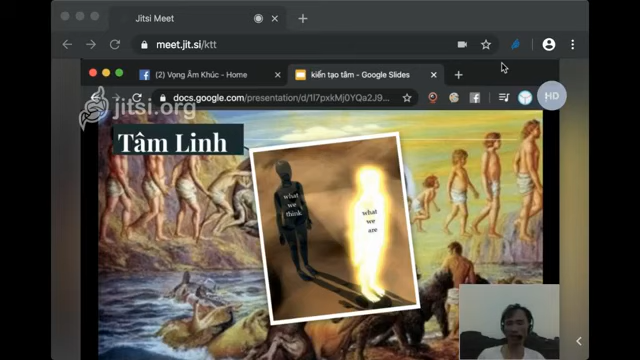 Jitsi Meet
meet.jit.si/ktt
(2) Vọng Âm Khúc - Home
kiến tạo tâm - Google Slides
docs.google.com/presentation/d/1I7pxkMj0YQa2J9...
HD
jitsi.org
Tâm Linh
what
we
think
what
we
are